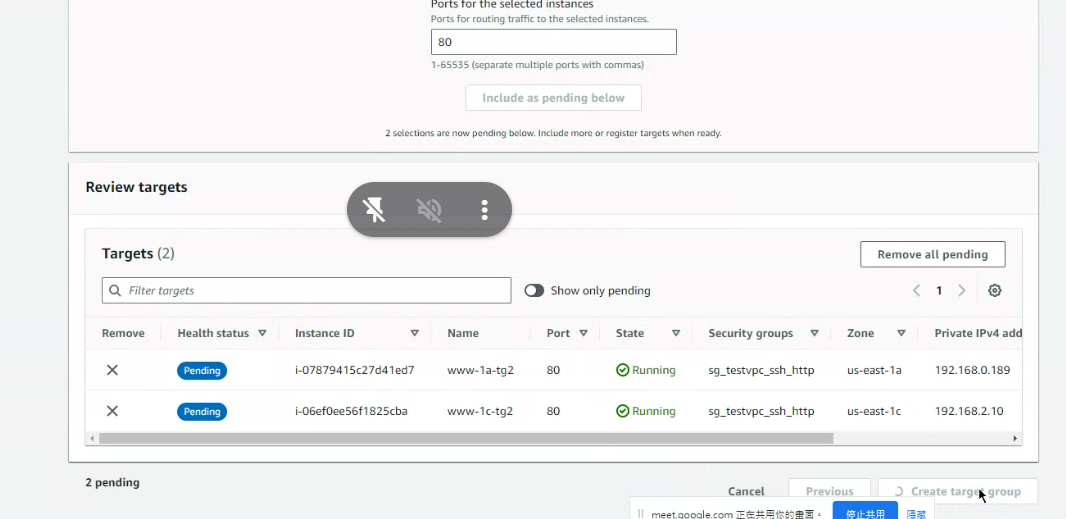 Ports for the selected instances
Ports for routing traffic to the selected instances.
80
1-65535 (separate multiple ports with commas)
Include as pending below
2 selections are now pending below. Include more or register targets when ready.
Review targets
Targets (2)
Remove all pending
Filter targets
Show only pending
1
Remove Health status Instance ID Name Port State Security groups Zone Private IPv4 add
Pending i-07879415c27d41ed7 www-1a-tg2 80 Running sg_testvpc_ssh_http us-east-1a 192.168.0.189
Pending i-06ef0ee56f1825cba www-1c-tg2 80 Running sg_testvpc_ssh_http us-east-1c 192.168.2.10
2 pending
Cancel Previous Create target group
meet.google.com 正在共用你的畫面。 停止共用 隱藏